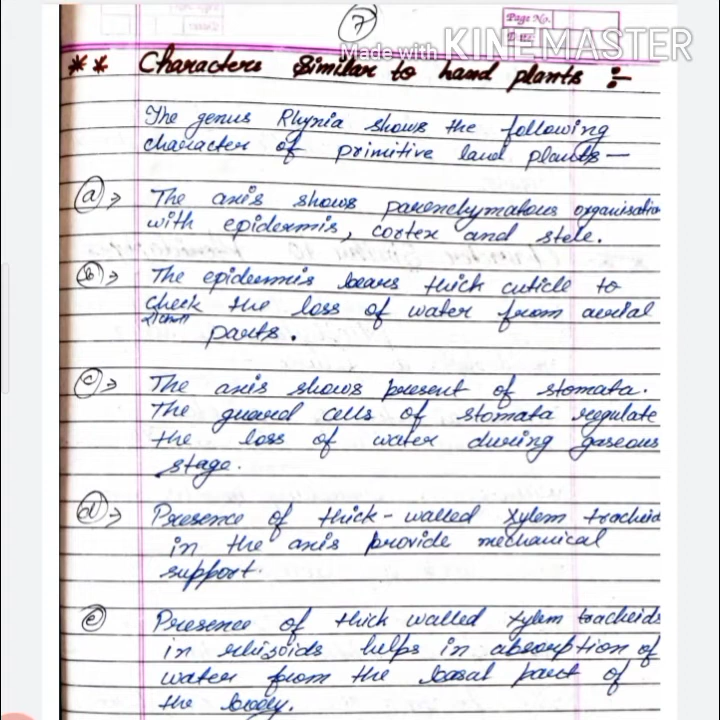 7
Page No.
Made with KINEMASTER
** Characters similar to hand plants :-
The genus Rhynia shows the following
character of primitive land plants —
(a) → The axis shows parenchymatous organisation
with epidermis, cortex and stele.
(b) → The epidermis bears thick cuticle to
check the loss of water from aerial
parts.
(c) → The axis shows present of stomata.
The guard cells of stomata regulate
the loss of water during gaseous
stage.
(d) → Presence of thick-walled xylem tracheid
in the axis provide mechanical
support.
(e) Presence of thick walled xylem tracheids
in rhizoids helps in absorption of
water from the basal part of
the body.